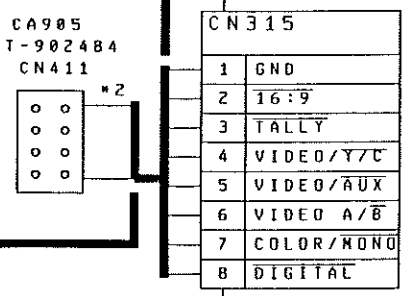 CA905
T-902484
CN411
*2
CN315
1 GND
2 16:9
3 TALLY
4 VIDEO/Y/C
5 VIDEO/AUX
6 VIDEO A/B
7 COLOR/MONO
8 DIGITAL